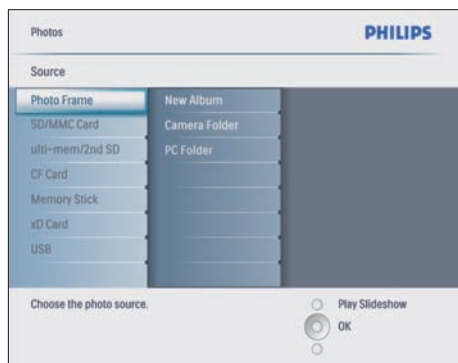 Photos
PHILIPS
Source
Photo Frame
New Album
SD/MMC Card
Camera Folder
ulti-mem/2nd SD
PC Folder
CF Card
Memory Stick
xD Card
USB
Choose the photo source.
Play Slideshow
OK